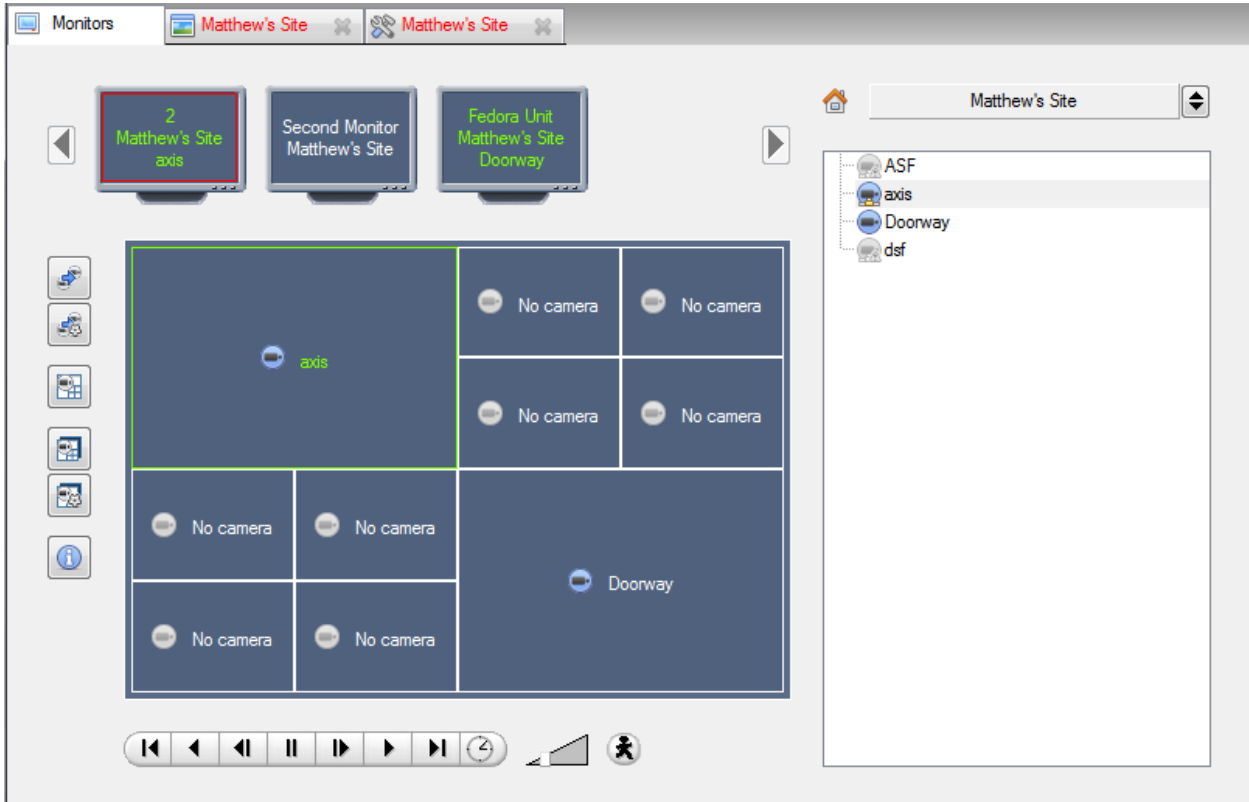 Monitors
Matthew's Site
Matthew's Site
2
Matthew's Site
axis
Second Monitor
Matthew's Site
Fedora Unit
Matthew's Site
Doorway
Matthew's Site
ASF
axis
Doorway
dsf
axis
No camera
No camera
No camera
No camera
No camera
No camera
No camera
No camera
Doorway